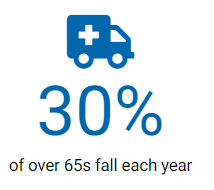 30%
of over 65s fall each year